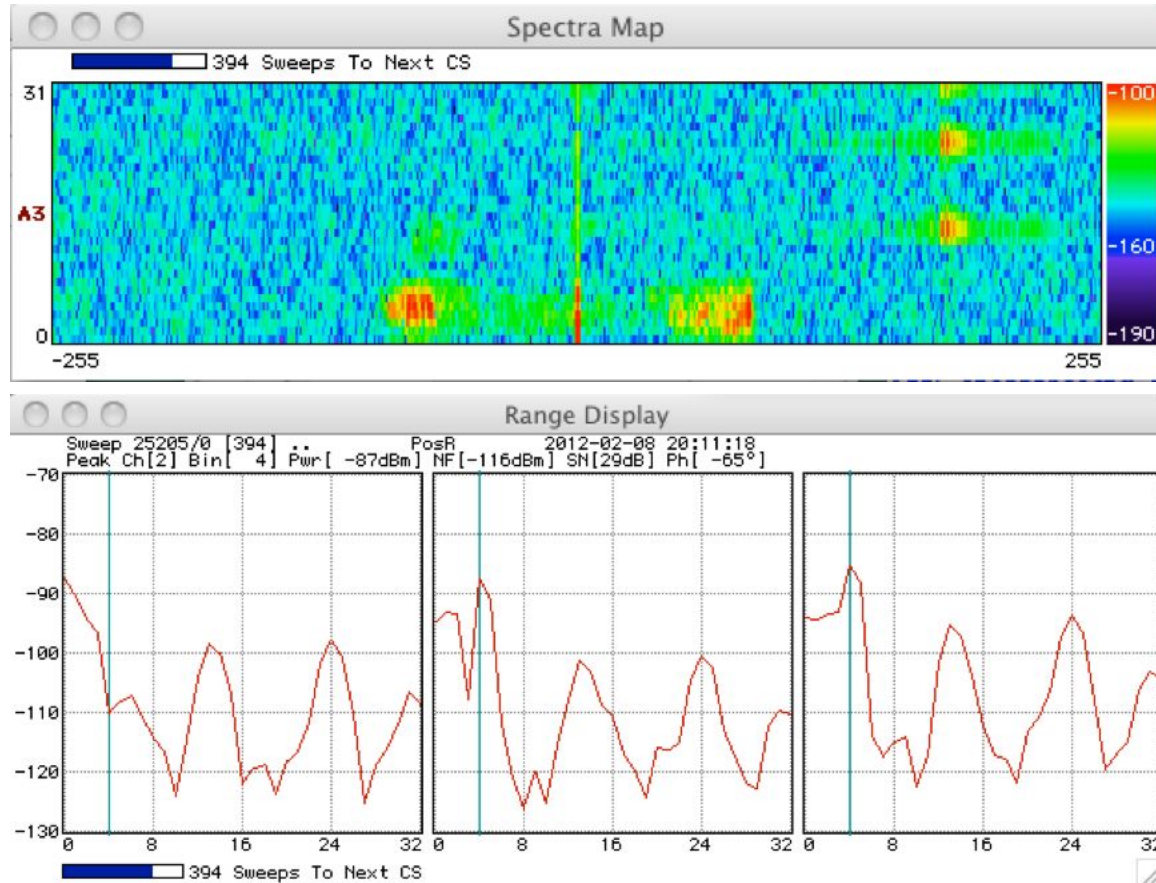 Spectra Map
394 Sweeps To Next CS
31
-100
A3
-160
0
-190
-255 255
Range Display
Sweep 25205/0 [394] .. PosR 2012-02-08 20:11:18
Peak Ch[2] Bin[ 4] Pwr[ -87dBm] NF[-116dBm] SN[29dB] Ph[ -65°]
-70
-80
-90
-100
-110
-120
-130
0 8 16 24 32 0 8 16 24 32 0 8 16 24 32
394 Sweeps To Next CS